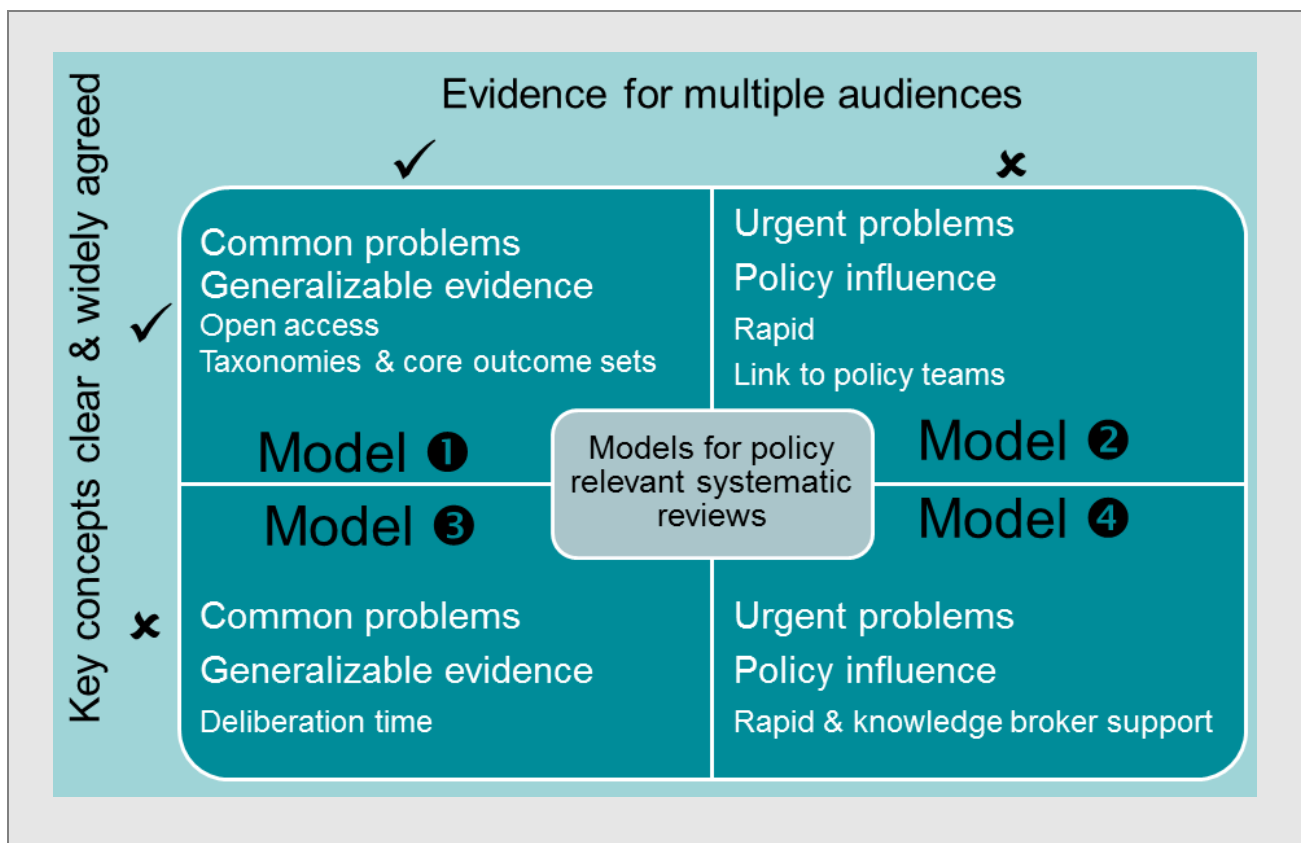 Evidence for multiple audiences
✓
✘
Key concepts clear & widely agreed
✓
✘
Common problems
Generalizable evidence
Open access
Taxonomies & core outcome sets
Model ❶
Urgent problems
Policy influence
Rapid
Link to policy teams
Model ❷
Models for policy
relevant systematic
reviews
Model ❸
Common problems
Generalizable evidence
Deliberation time
Model ❹
Urgent problems
Policy influence
Rapid & knowledge broker support